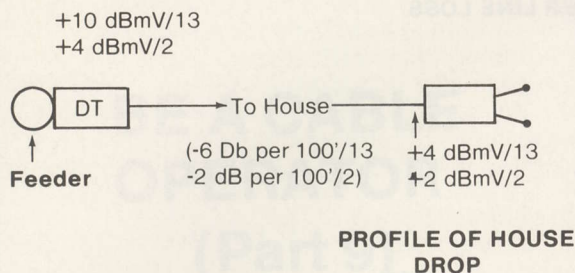 +10 dBmV/13
+4 dBmV/2
DT
To House
(-6 Db per 100'/13
-2 dB per 100'/2)
+4 dBmV/13
+2 dBmV/2
Feeder
PROFILE OF HOUSE
DROP